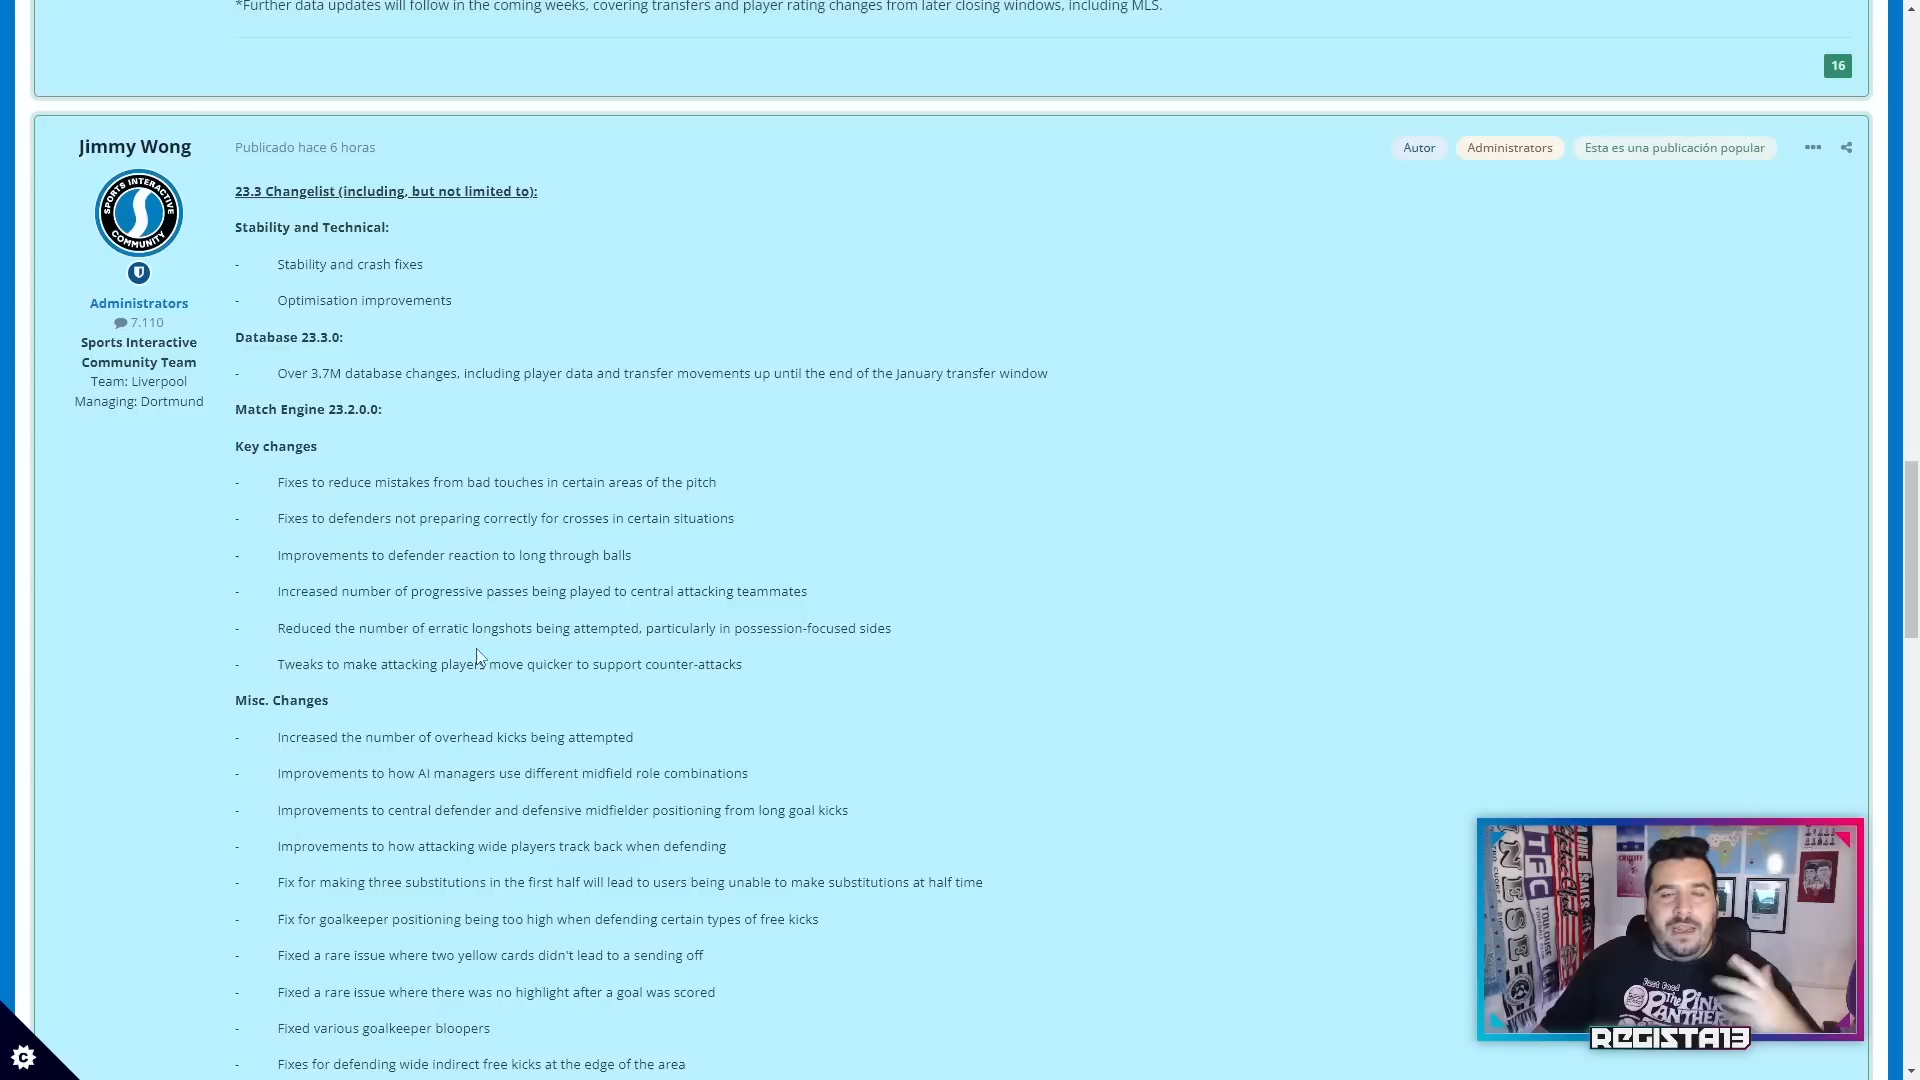 *Further data updates will follow in the coming weeks, covering transfers and player rating changes from later closing windows, including MLS.
16
Jimmy Wong
Publicado hace 6 horas
Autor
Administrators
Esta es una publicación popular
SPORTS INTERACTIVE
COMMUNITY
Administrators
7.110
Sports Interactive
Community Team
Team: Liverpool
Managing: Dortmund
23.3 Changelist (including, but not limited to):
Stability and Technical:
- Stability and crash fixes
- Optimisation improvements
Database 23.3.0:
- Over 3.7M database changes, including player data and transfer movements up until the end of the January transfer window
Match Engine 23.2.0.0:
Key changes
- Fixes to reduce mistakes from bad touches in certain areas of the pitch
- Fixes to defenders not preparing correctly for crosses in certain situations
- Improvements to defender reaction to long through balls
- Increased number of progressive passes being played to central attacking teammates
- Reduced the number of erratic longshots being attempted, particularly in possession-focused sides
- Tweaks to make attacking players move quicker to support counter-attacks
Misc. Changes
- Increased the number of overhead kicks being attempted
- Improvements to how AI managers use different midfield role combinations
- Improvements to central defender and defensive midfielder positioning from long goal kicks
- Improvements to how attacking wide players track back when defending
- Fix for making three substitutions in the first half will lead to users being unable to make substitutions at half time
- Fix for goalkeeper positioning being too high when defending certain types of free kicks
- Fixed a rare issue where two yellow cards didn't lead to a sending off
- Fixed a rare issue where there was no highlight after a goal was scored
- Fixed various goalkeeper bloopers
- Fixes for defending wide indirect free kicks at the edge of the area
TFC
The PINK
PANTHER
REGISTA13